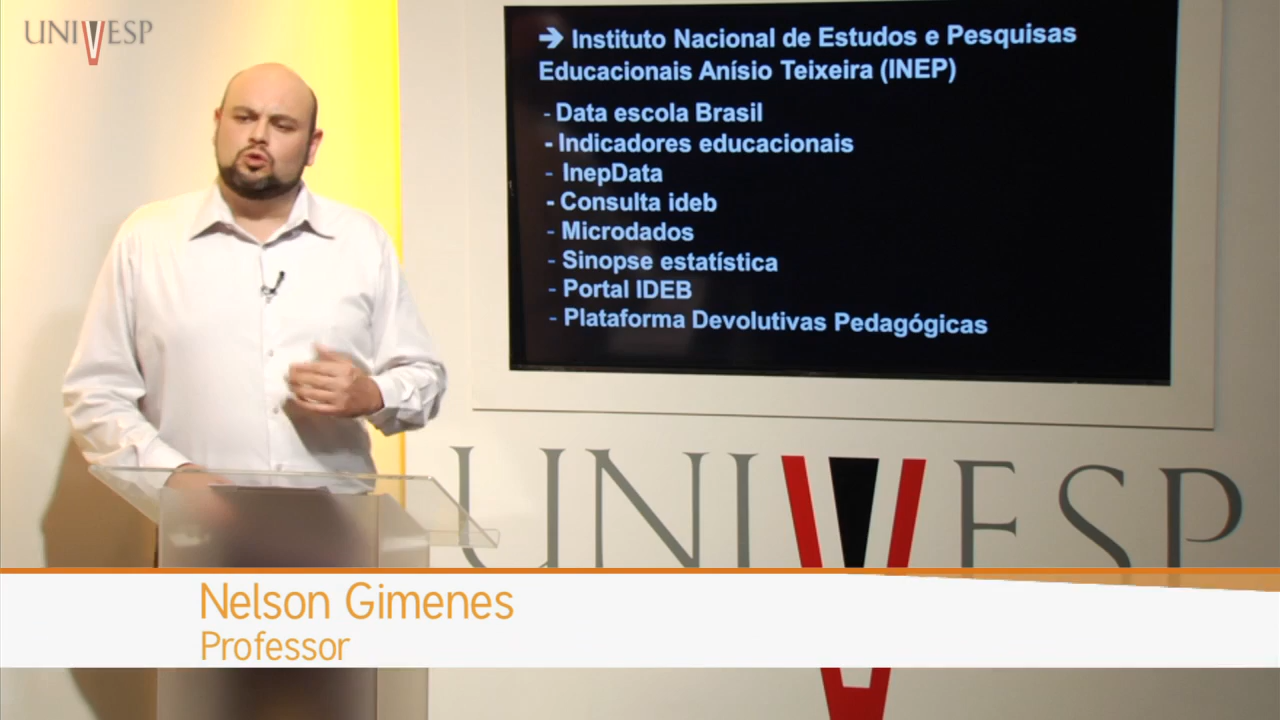 UNIVESP
➔ Instituto Nacional de Estudos e Pesquisas
Educacionais Anísio Teixeira (INEP)
- Data escola Brasil
- Indicadores educacionais
- InepData
- Consulta ideb
- Microdados
- Sinopse estatística
- Portal IDEB
- Plataforma Devolutivas Pedagógicas
UNIVESP
Nelson Gimenes
Professor